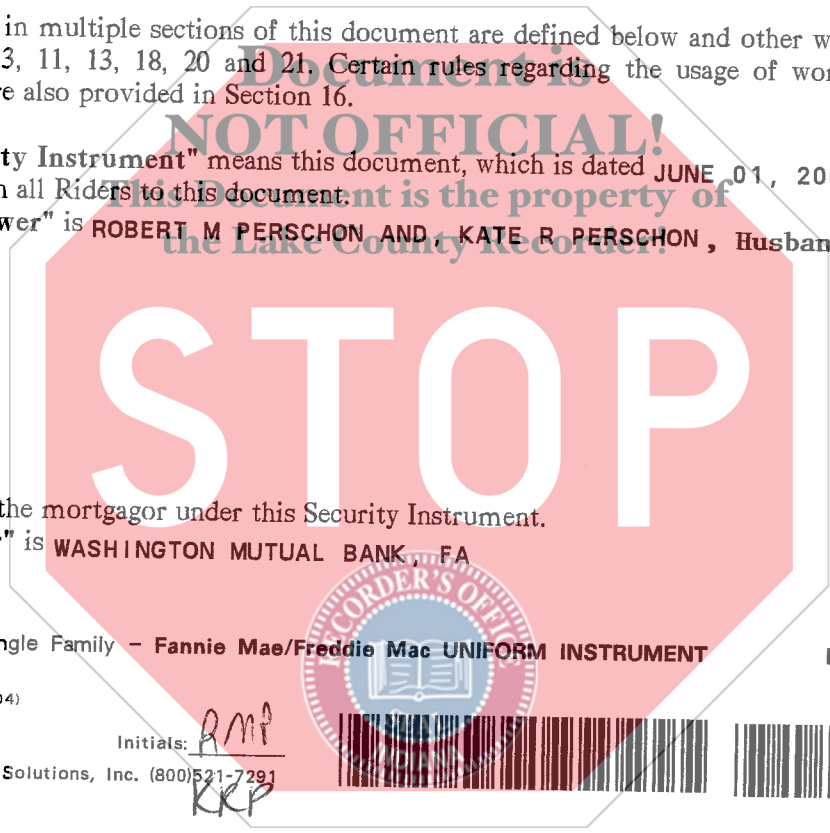 in multiple sections of this document are defined below and other w
3, 11, 13, 18, 20 and 21. Certain rules regarding the usage of wor
e also provided in Section 16.
Document is
NOT OFFICIAL!
This Document is the property of
the Lake County Recorder!
ty Instrument" means this document, which is dated JUNE 01, 20
all Riders to this document.
wer" is ROBERT M PERSCHON AND, KATE R PERSCHON, Husban
STOP
the mortgagor under this Security Instrument.
" is WASHINGTON MUTUAL BANK, FA
RECORDER'S OFFICE
INDIANA
ngle Family - Fannie Mae/Freddie Mac UNIFORM INSTRUMENT
04)
Initials: RMP
Solutions, Inc. (800)521-7291
KRP